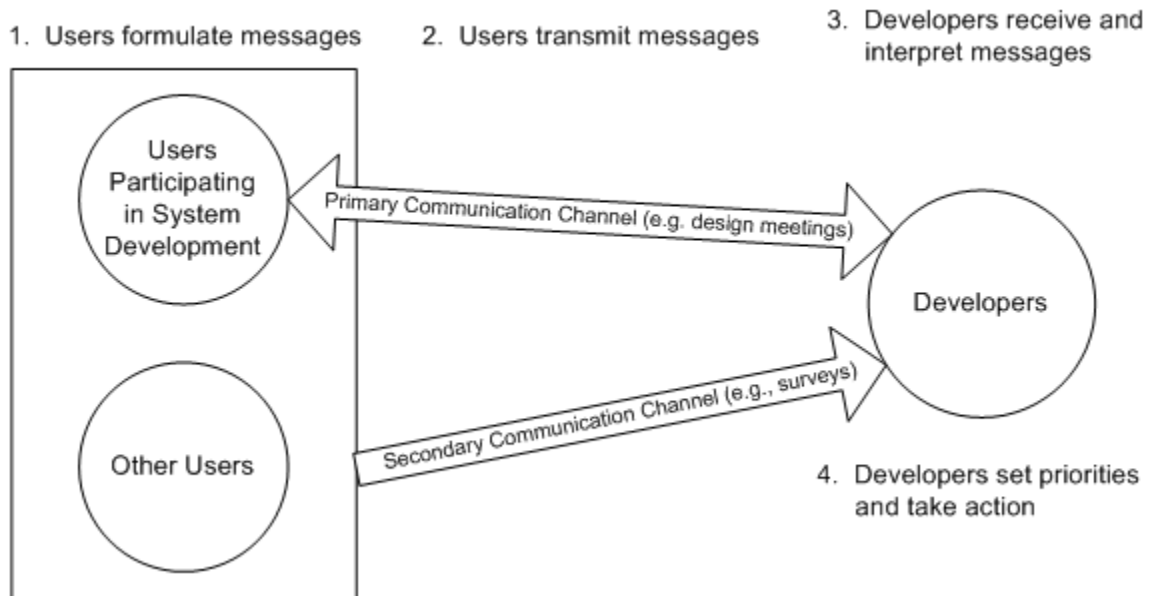 1. Users formulate messages
2. Users transmit messages
3. Developers receive and
interpret messages
Users
Participating
in System
Development
Primary Communication Channel (e.g. design meetings)
Developers
Other Users
Secondary Communication Channel (e.g., surveys)
4. Developers set priorities
and take action